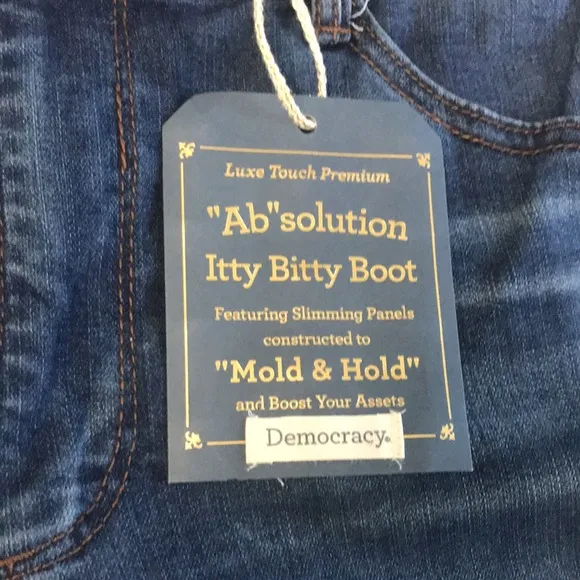 Luxe Touch Premium
"Ab"solution
Itty Bitty Boot
Featuring Slimming Panels
constructed to
"Mold & Hold"
and Boost Your Assets
Democracy®